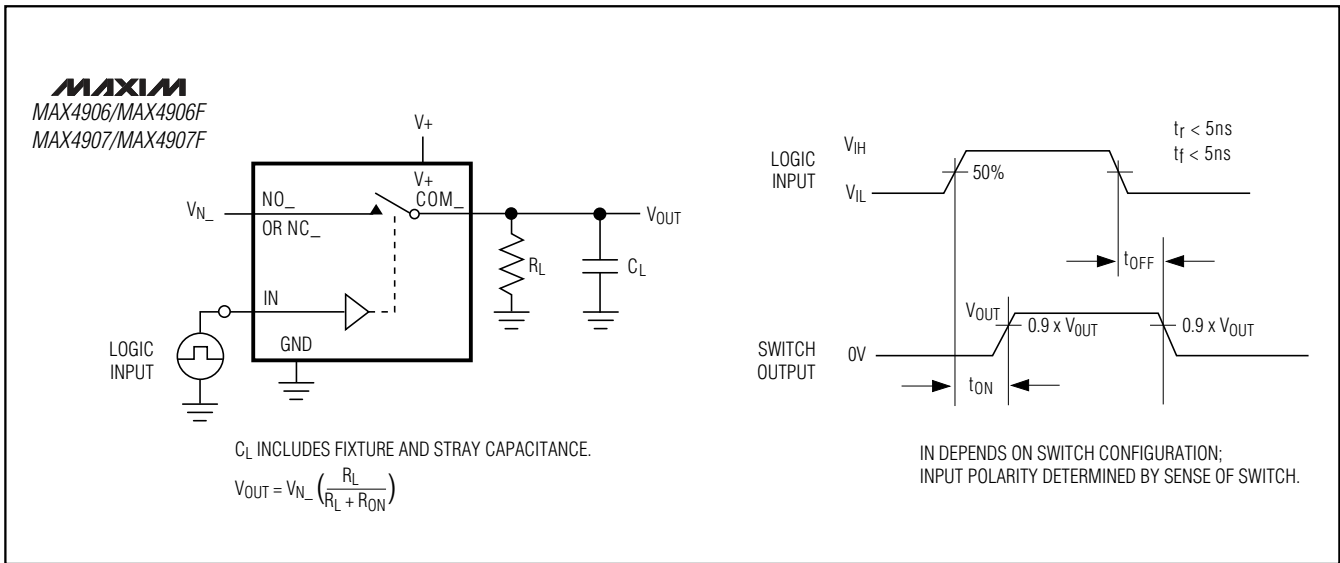 MAXIM
MAX4906/MAX4906F
MAX4907/MAX4907F
V+
V+
NO_
COM_
V_N_
OR NC_
V_OUT
R_L
C_L
IN
GND
LOGIC
INPUT
C_L INCLUDES FIXTURE AND STRAY CAPACITANCE.
V_OUT = V_N_ (R_L / R_L + R_ON)
LOGIC
INPUT
V_IH
V_IL
50%
t_r < 5ns
t_f < 5ns
t_OFF
SWITCH
OUTPUT
V_OUT
0V
0.9 x V_OUT
0.9 x V_OUT
t_ON
IN DEPENDS ON SWITCH CONFIGURATION;
INPUT POLARITY DETERMINED BY SENSE OF SWITCH.